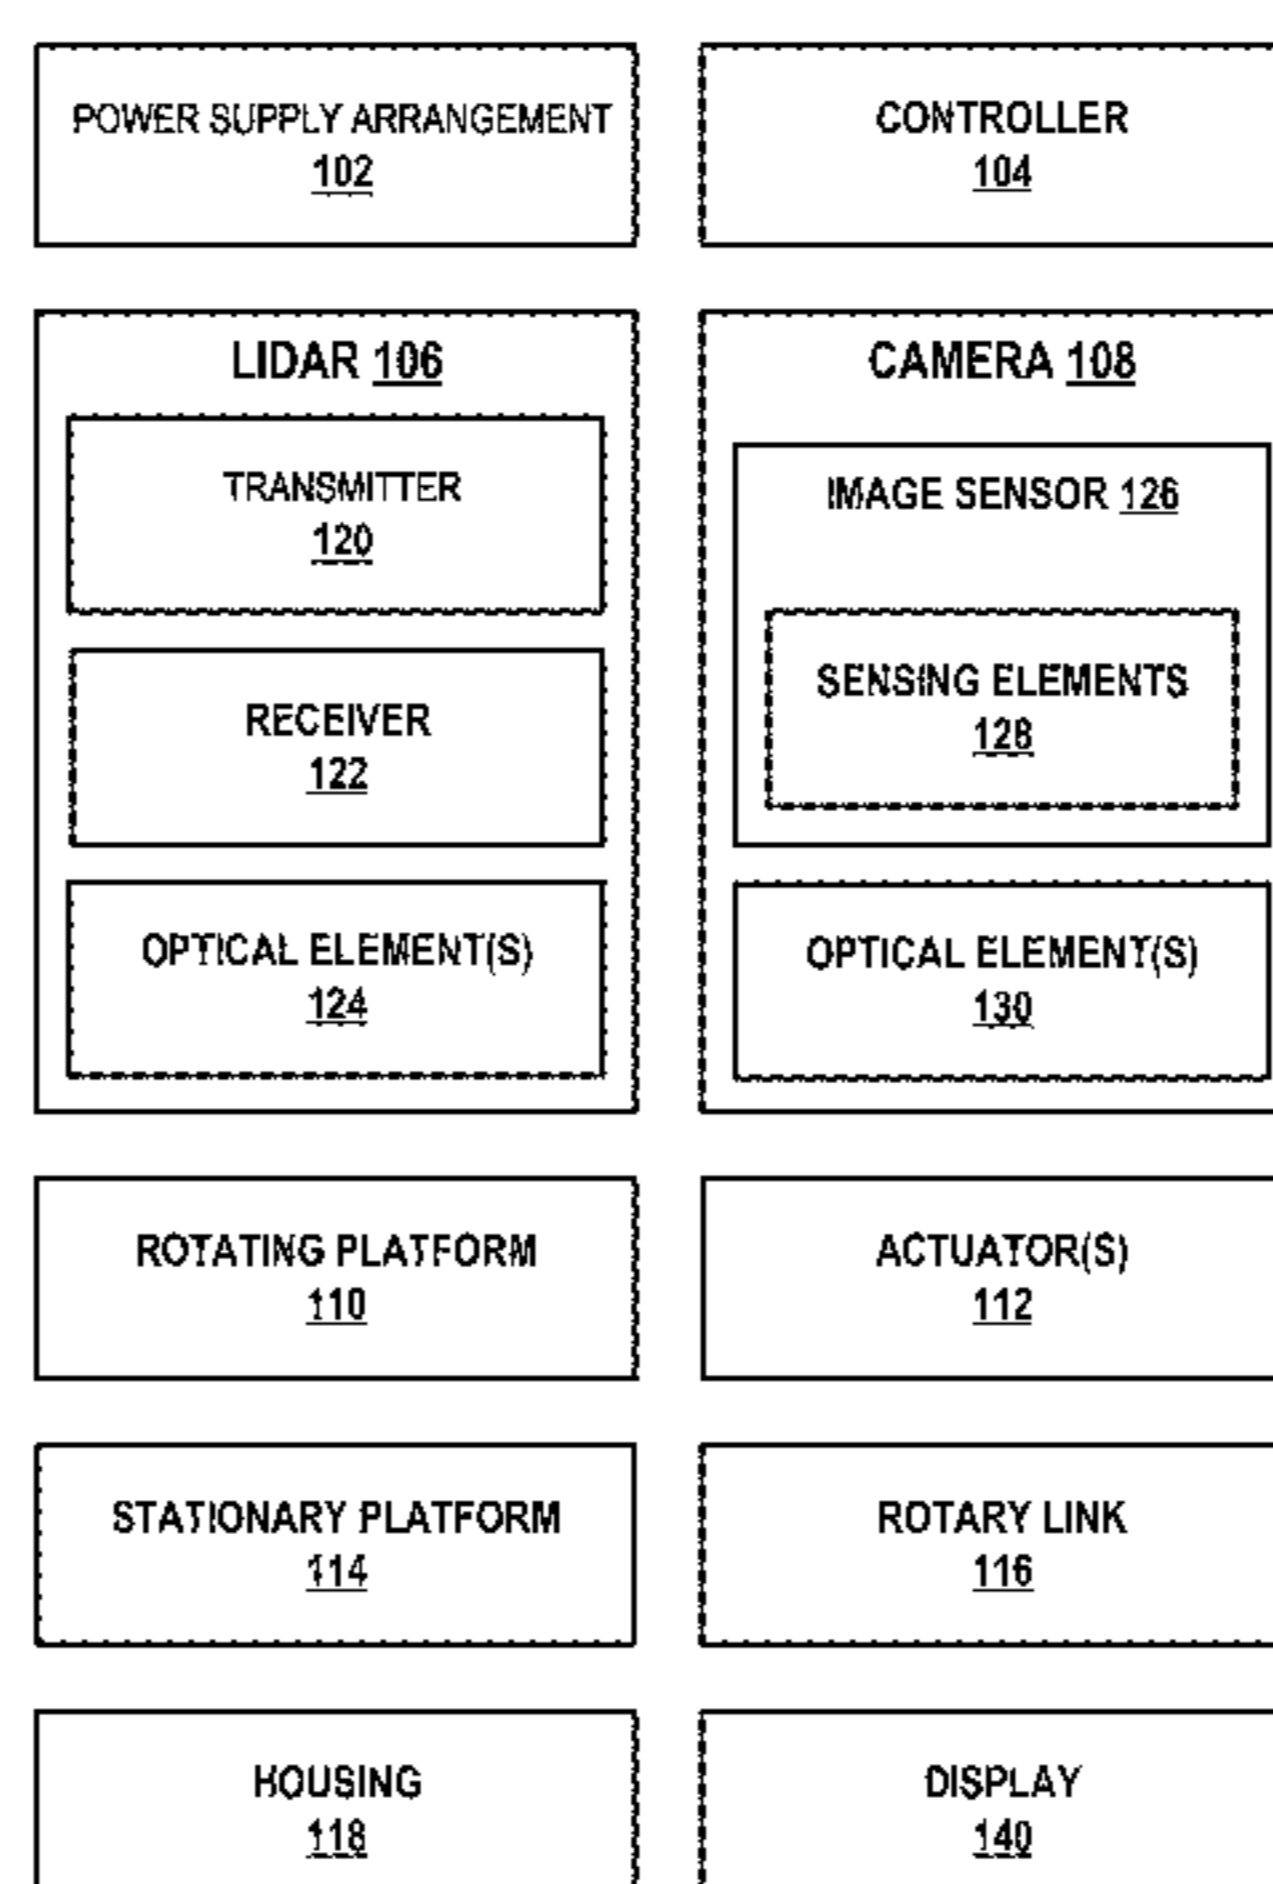 POWER SUPPLY ARRANGEMENT
102
CONTROLLER
104
LIDAR 106
TRANSMITTER
120
RECEIVER
122
OPTICAL ELEMENT(S)
124
CAMERA 108
IMAGE SENSOR 126
SENSING ELEMENTS
128
OPTICAL ELEMENT(S)
130
ROTATING PLATFORM
110
ACTUATOR(S)
112
STATIONARY PLATFORM
114
ROTARY LINK
116
HOUSING
118
DISPLAY
140